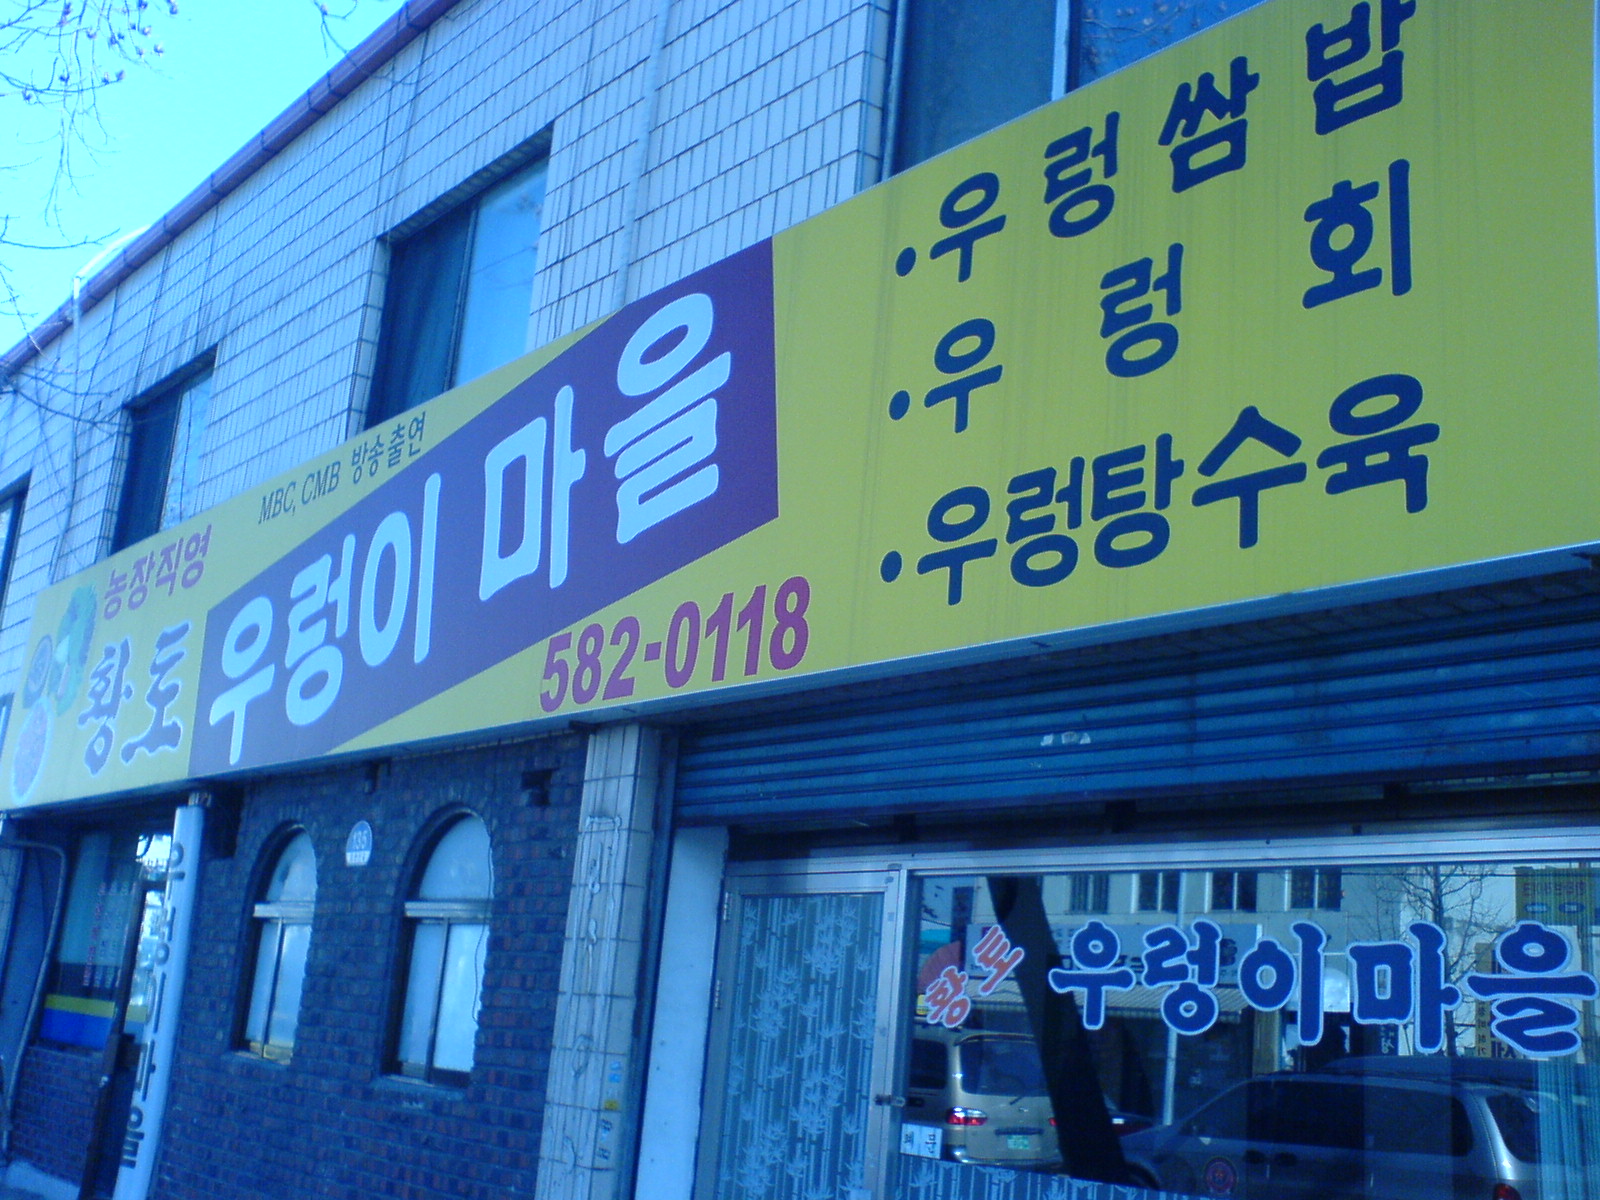 농장직영
MBC, CMB 방송출연
황토 우렁이 마을
582-0118
·우렁쌈밥
·우렁회
·우렁탕수육
136
황토 우렁이마을